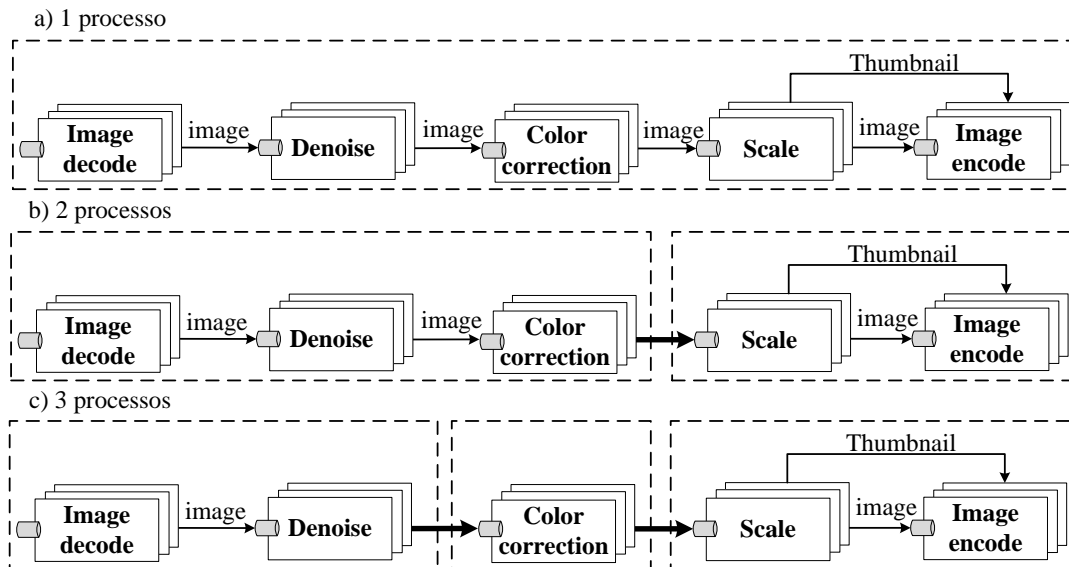 a) 1 processo
Thumbnail
Image
decode
image
Denoise
image
Color
correction
image
Scale
image
Image
encode
b) 2 processos
Thumbnail
Image
decode
image
Denoise
image
Color
correction
Scale
image
Image
encode
c) 3 processos
Thumbnail
Image
decode
image
Denoise
Color
correction
Scale
image
Image
encode